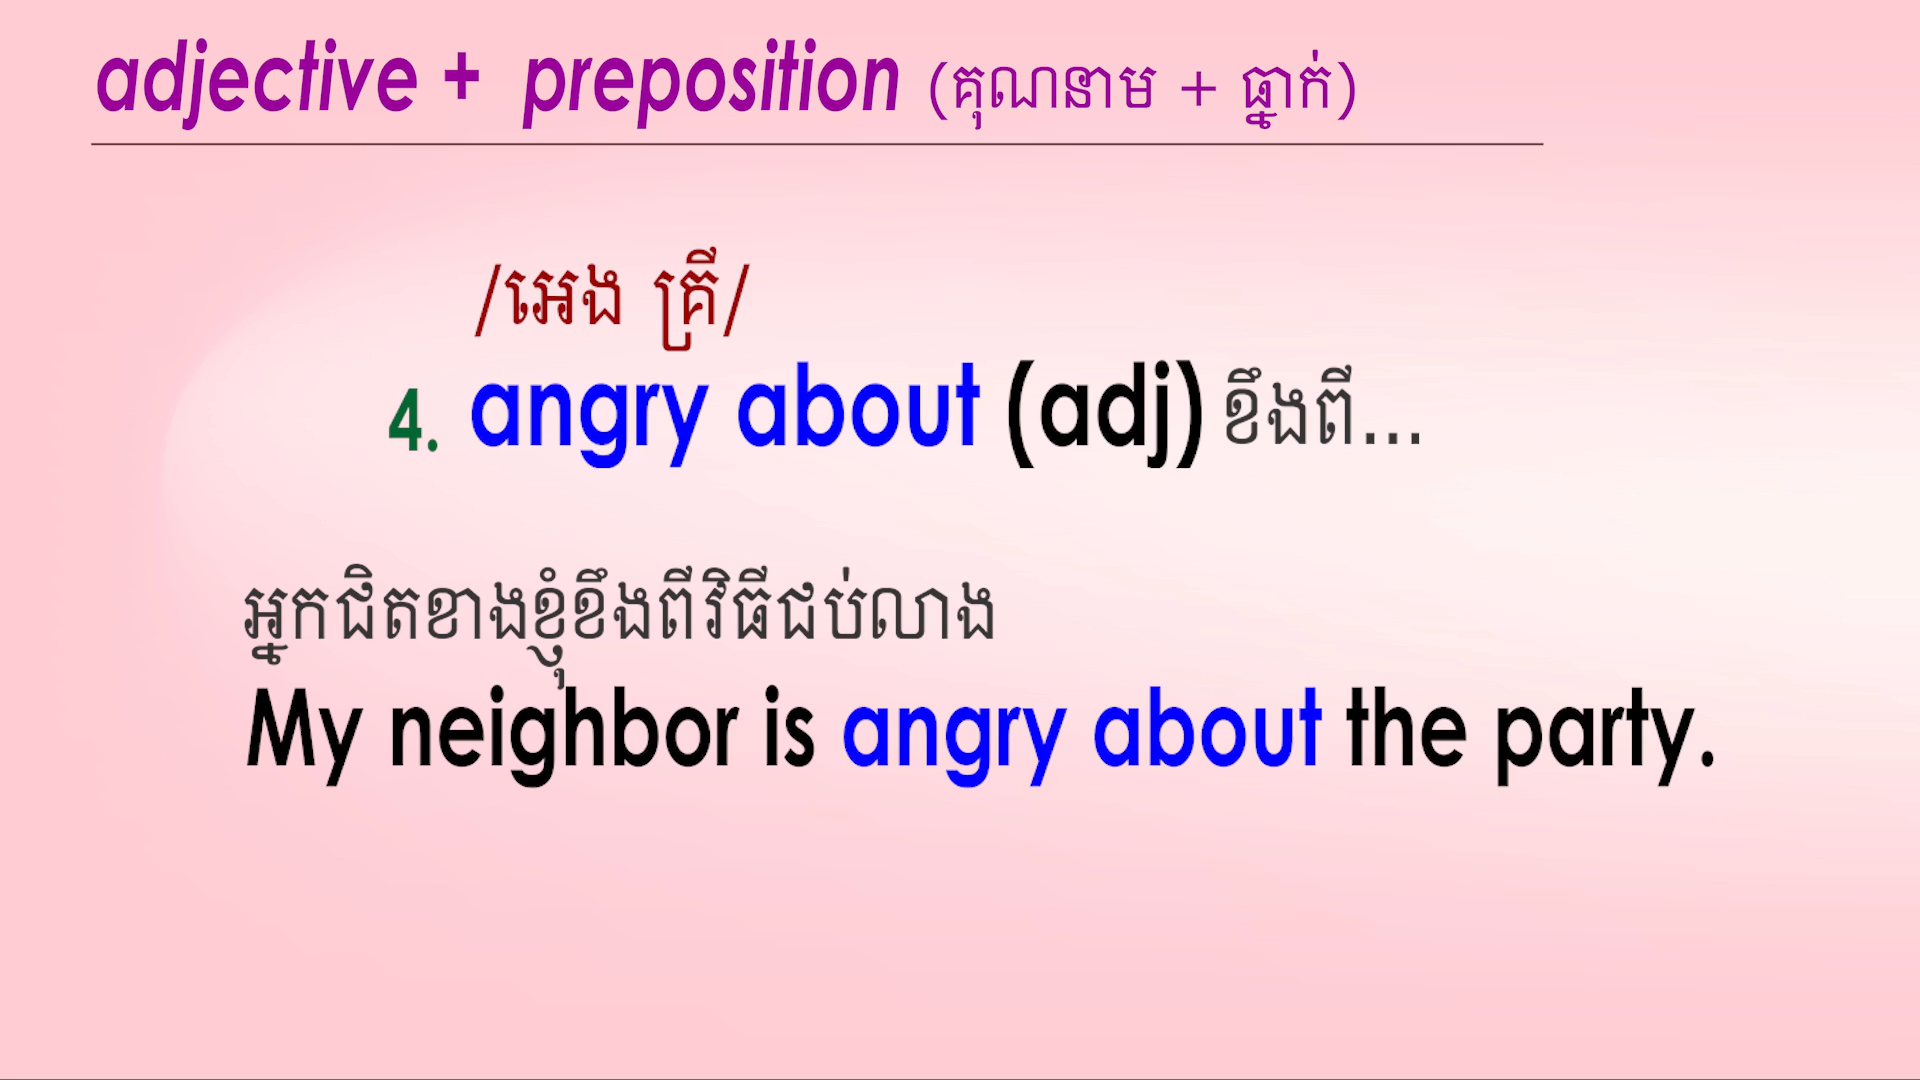 adjective + preposition (គុណនាម + ធ្នាក់)
/អេង គ្រី/
4. angry about (adj) ខឹងពី...
អ្នកជិតខាងខ្ញុំខឹងពីវិធីជប់លាង
My neighbor is angry about the party.